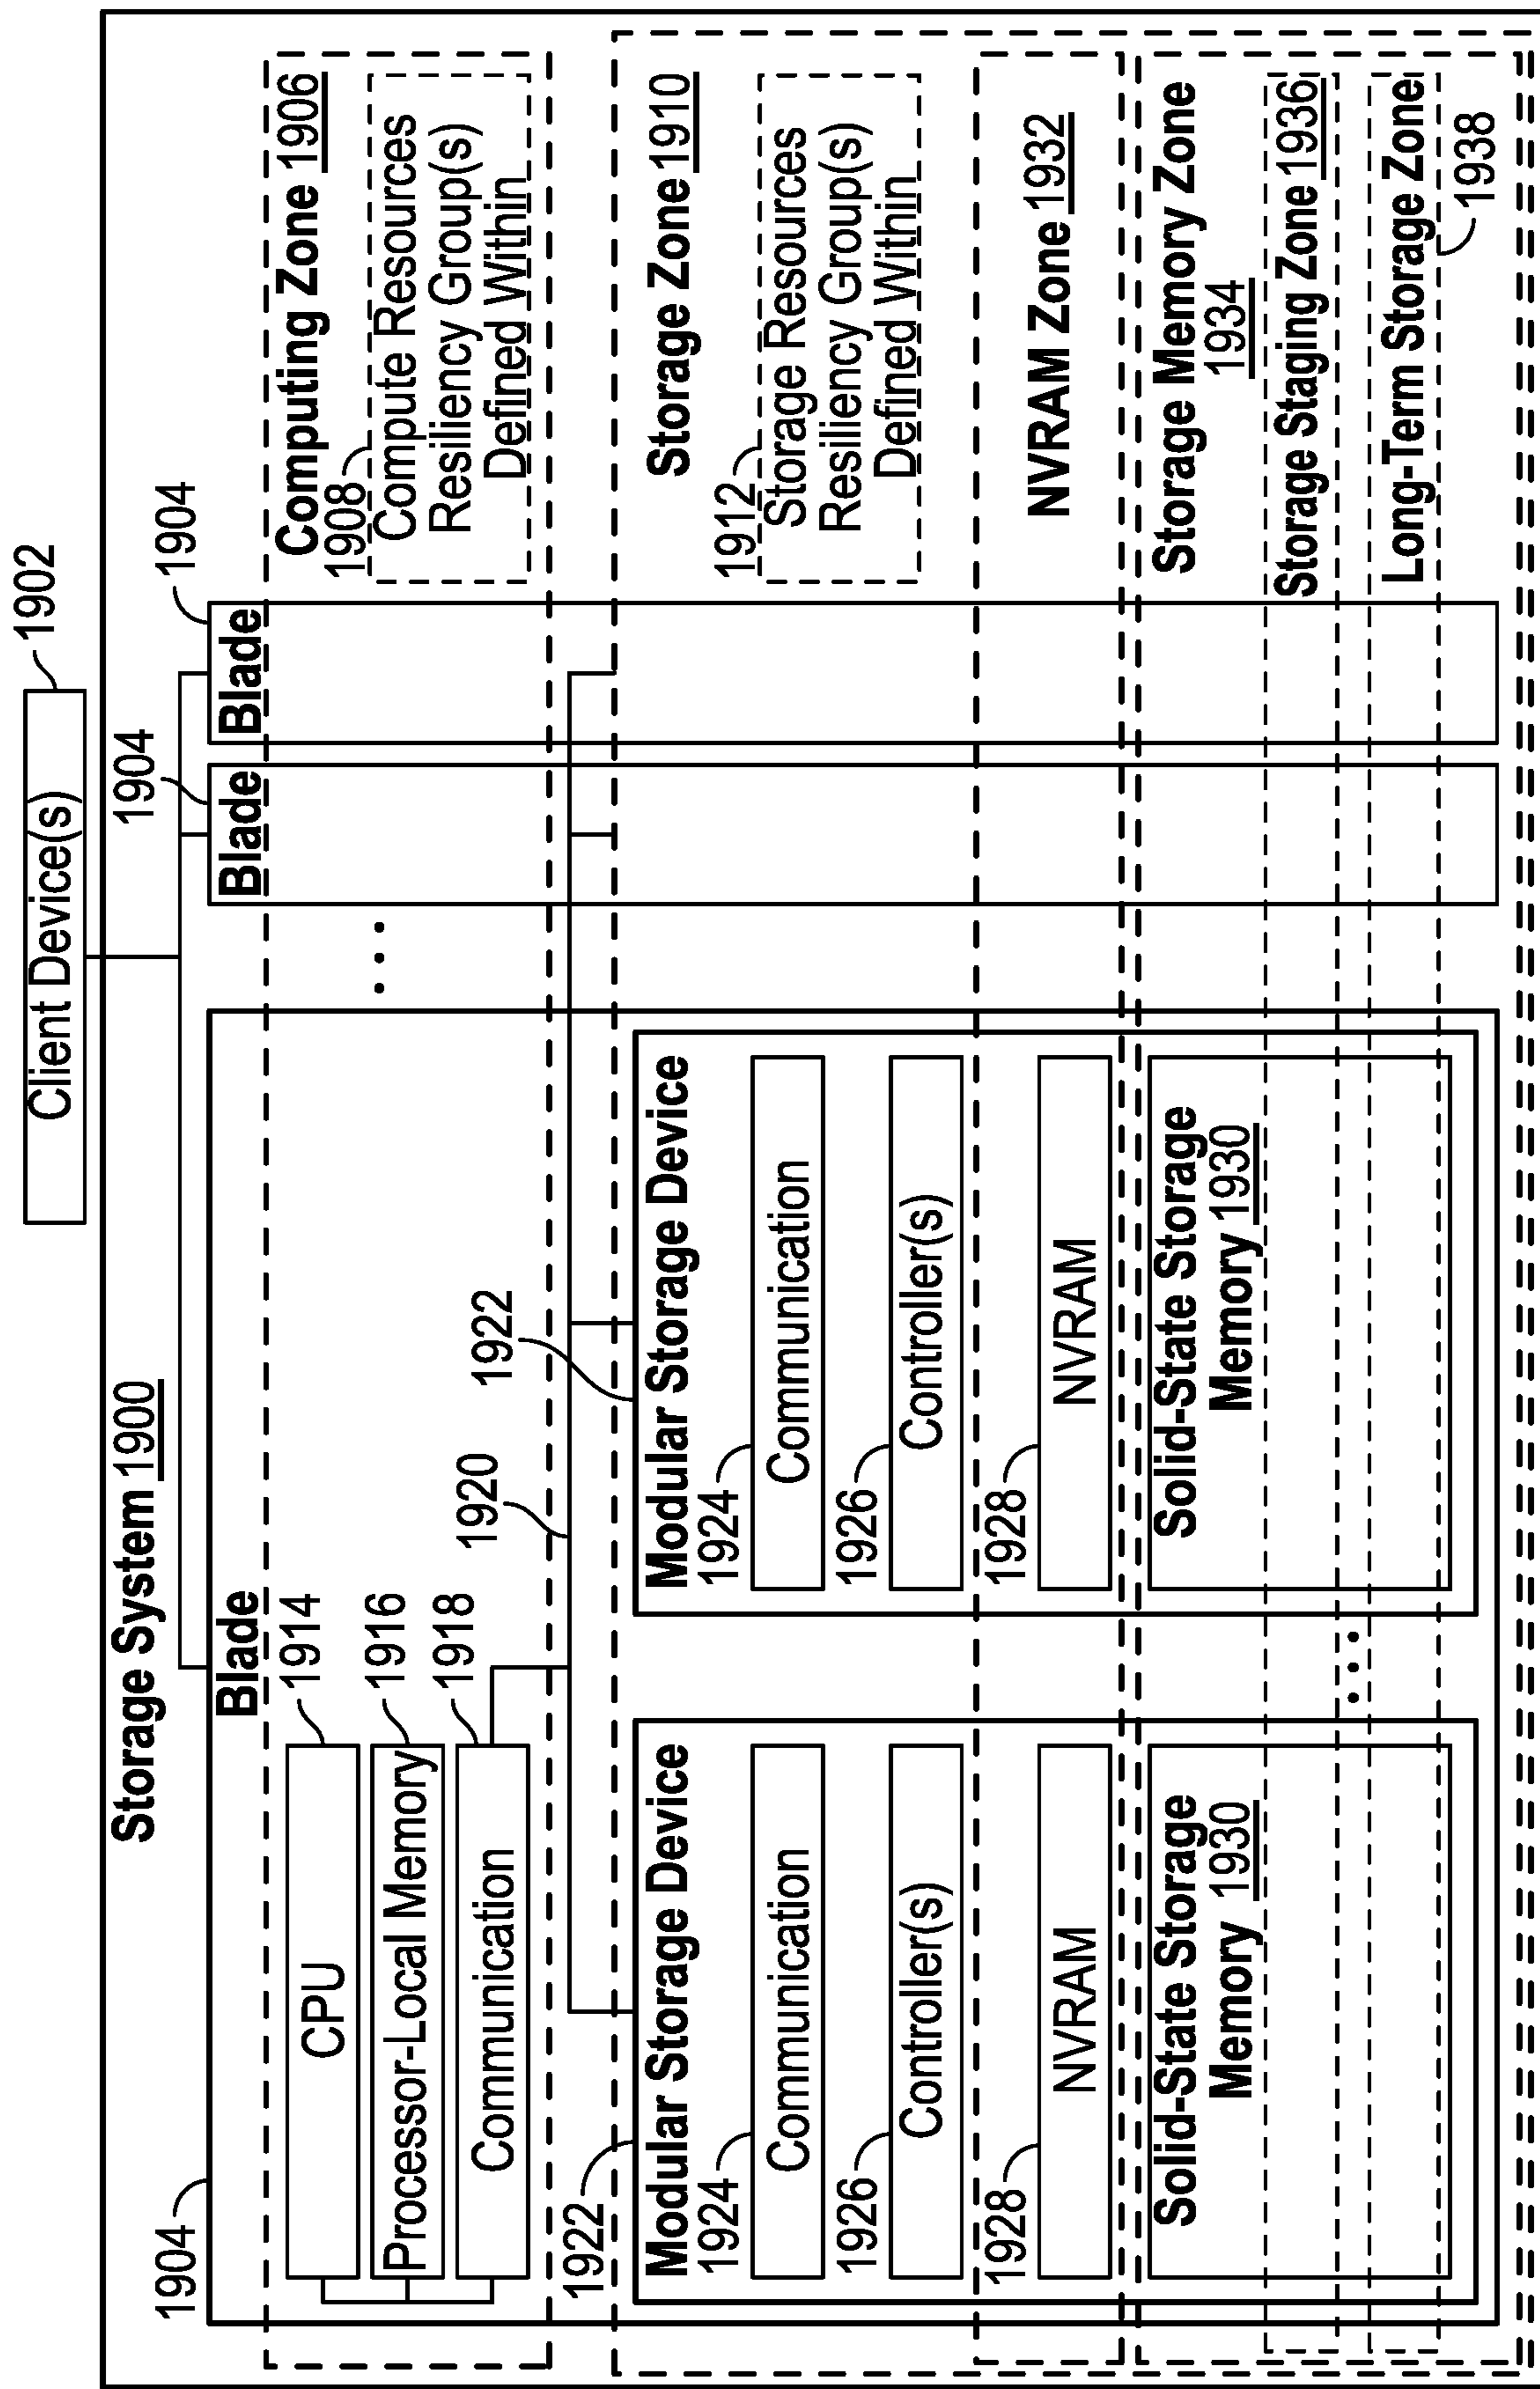 Client Device(s)
1902
Storage System 1900
1904
Blade
1904
Blade
1904
Blade
CPU
1914
Processor-Local Memory
1916
Communication
1918
Computing Zone 1906
1908
Compute Resources
Resiliency Group(s)
Defined Within
...
1920
1922
Modular Storage Device
1924
Communication
1926
Controller(s)
1928
NVRAM
Solid-State Storage
Memory 1930
...
1922
Modular Storage Device
1924
Communication
1926
Controller(s)
1928
NVRAM
Solid-State Storage
Memory 1930
Storage Zone 1910
1912
Storage Resources
Resiliency Group(s)
Defined Within
NVRAM Zone 1932
Storage Memory Zone
1934
Storage Staging Zone 1936
Long-Term Storage Zone
1938